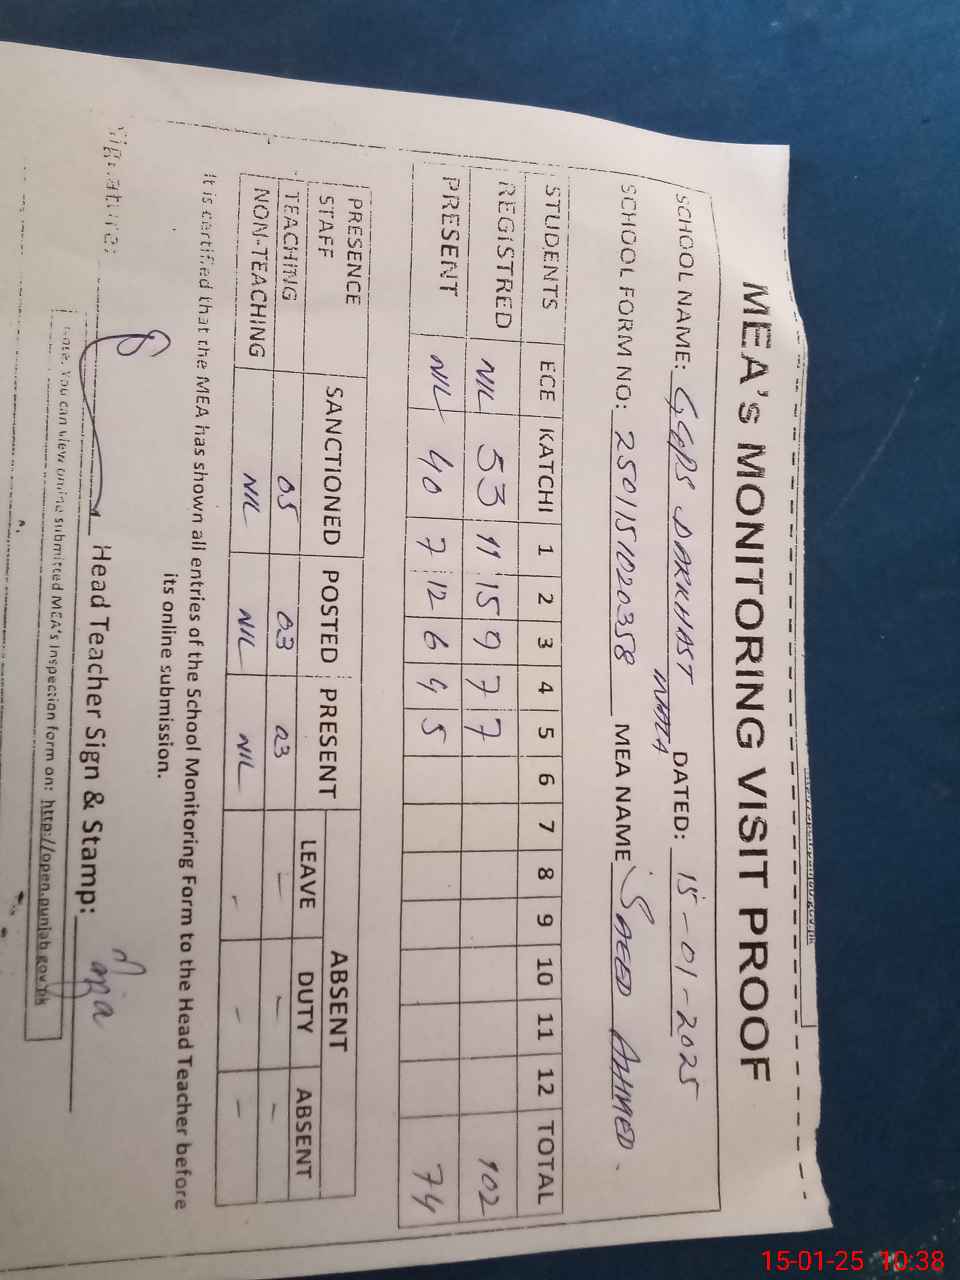 MEA's MONITORING VISIT PROOF
SCHOOL NAME: GGPS DARKHAST DATED: 15-01-2025
SCHOOL FORM NO: 2501151020358 MEA NAME: SAEED AHMED.
STUDENTS ECE KATCHI 1 2 3 4 5 6 7 8 9 10 11 12 TOTAL
REGISTRED NIL 53 11 15 9 7 7 102
PRESENT NIL 40 7 12 6 4 5 74
PRESENCE STAFF SANCTIONED POSTED PRESENT ABSENT
LEAVE DUTY ABSENT
TEACHING 05 03 03 – – –
NON-TEACHING NIL NIL NIL - - -
It is certified that the MEA has shown all entries of the School Monitoring Form to the Head Teacher before
its online submission.
Signature: Head Teacher Sign & Stamp:
Note. You can view online submitted MEA's Inspection form on: http://open.punjab.gov.pk
15-01-25 10:38